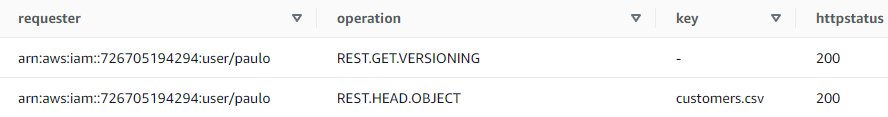 requester operation key httpstatus
arn:aws:iam::726705194294:user/paulo REST.GET.VERSIONING - 200
arn:aws:iam::726705194294:user/paulo REST.HEAD.OBJECT customers.csv 200